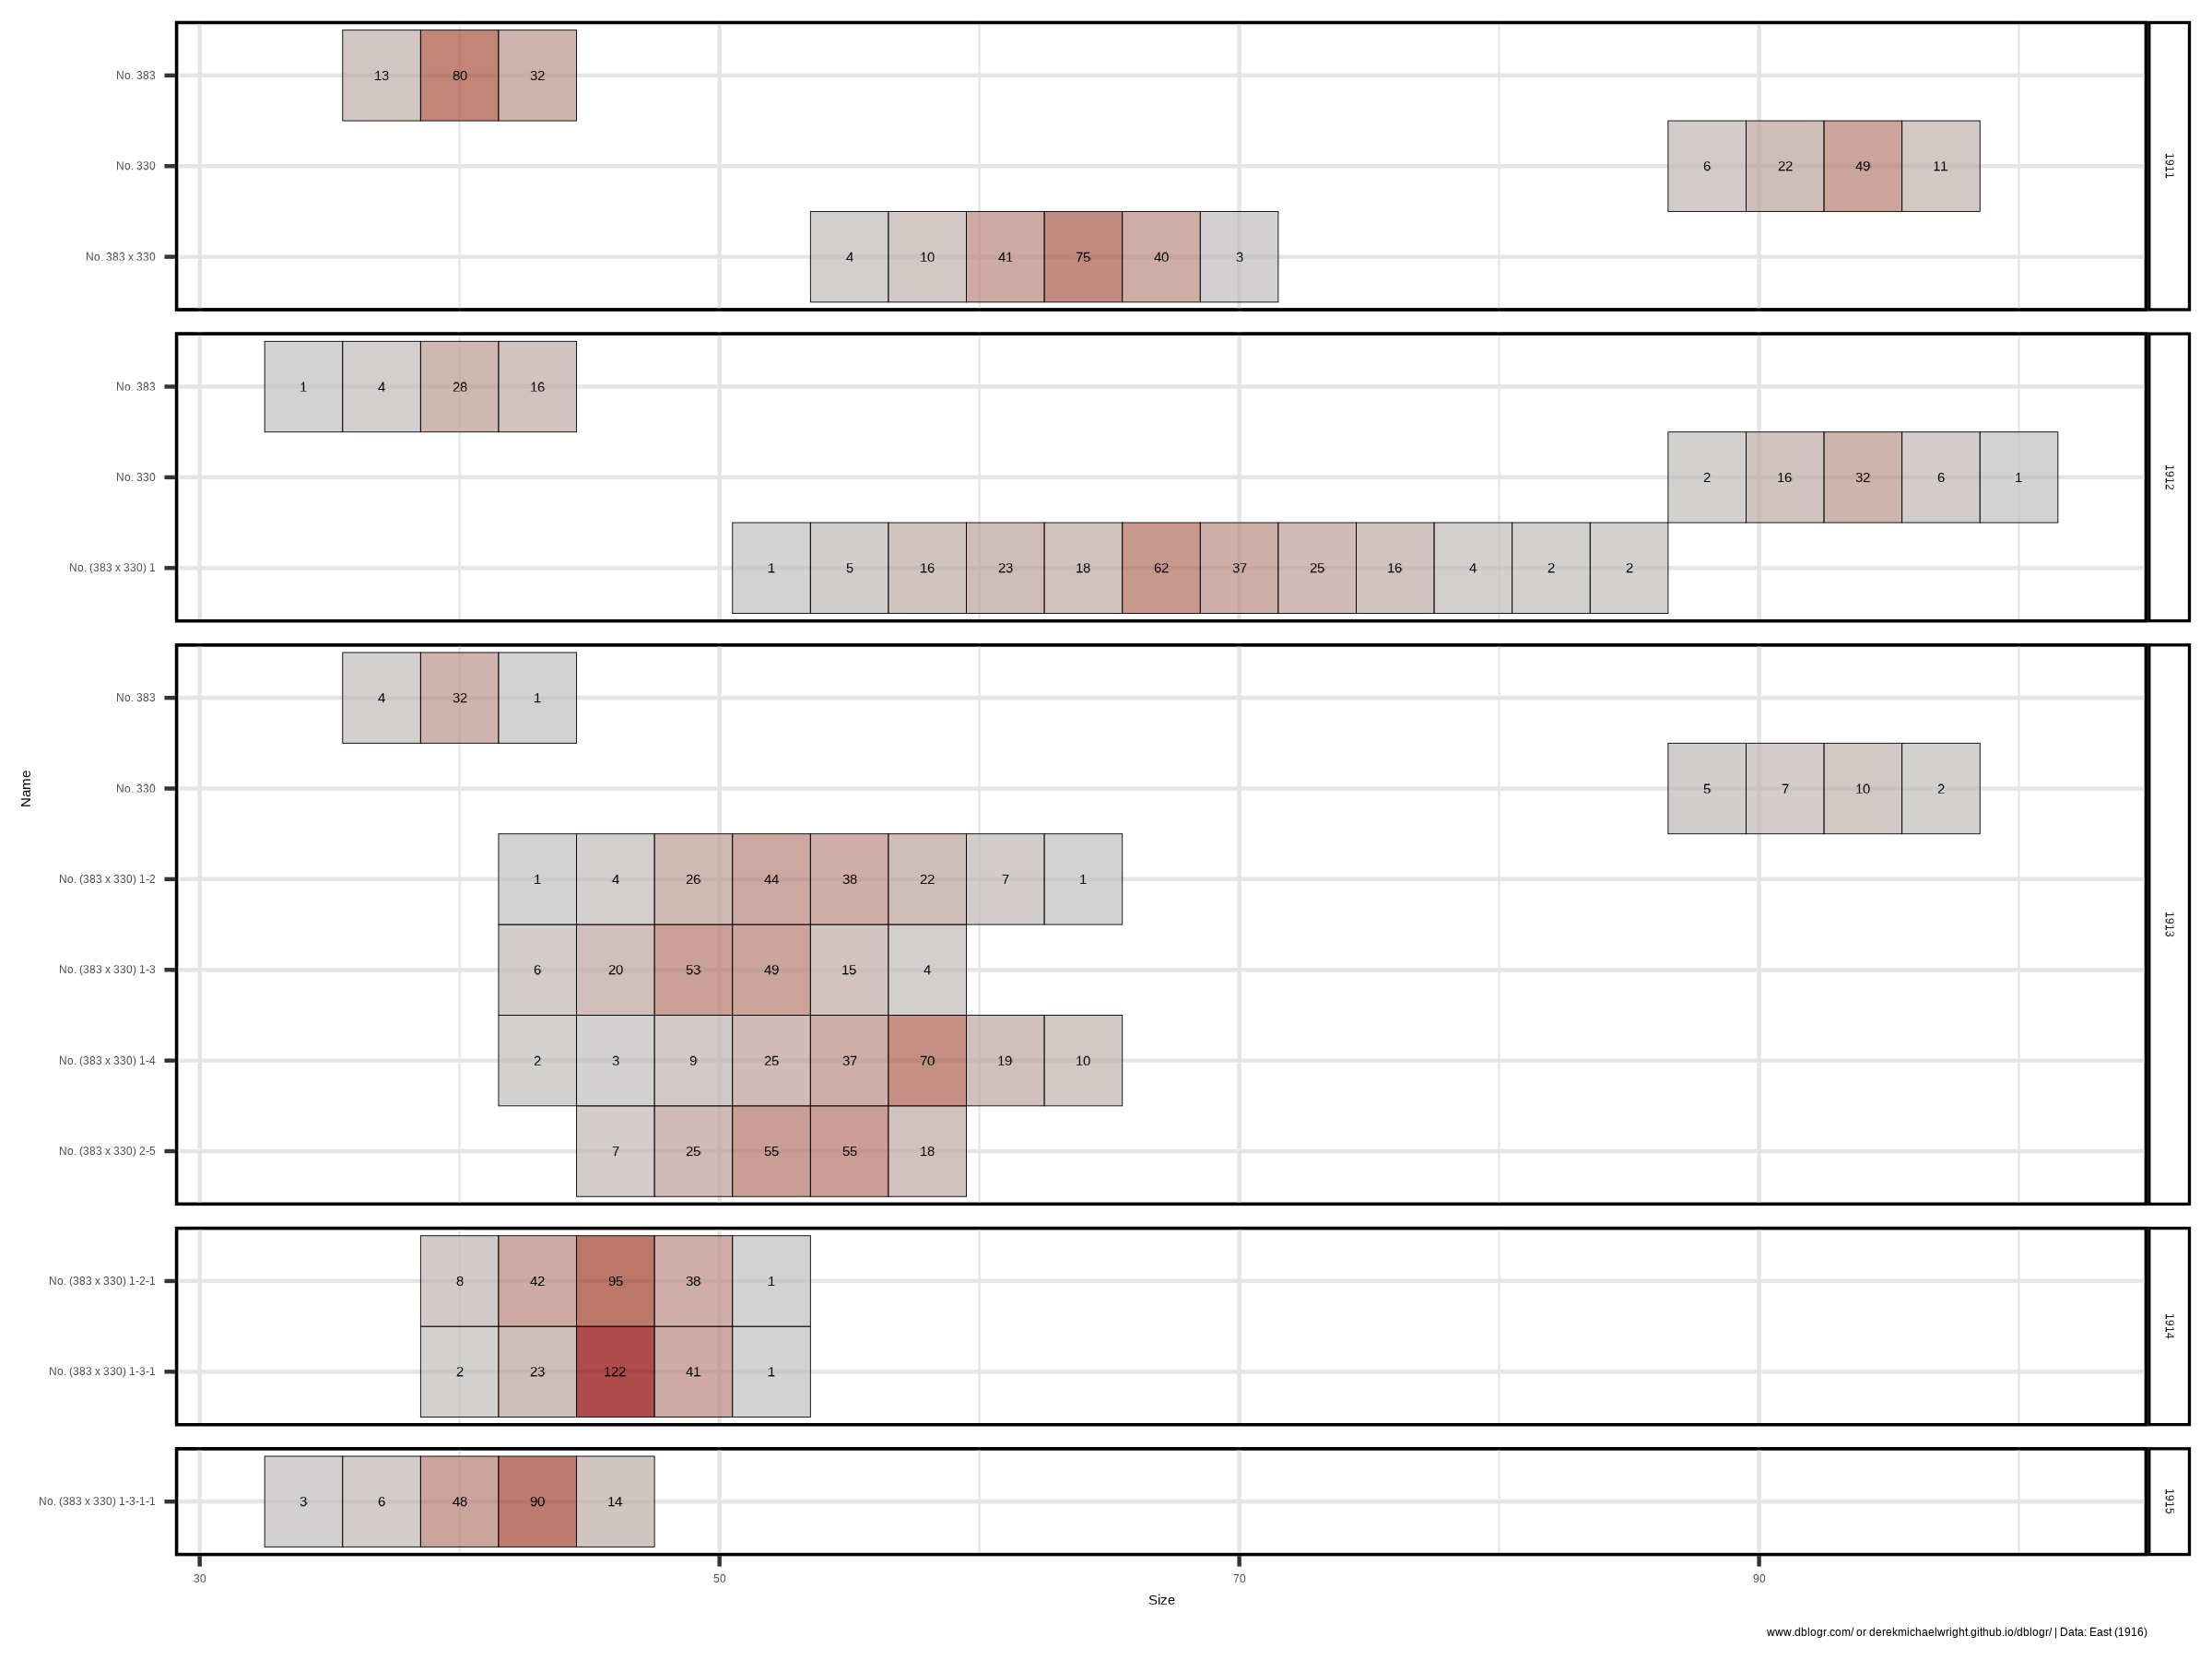 No. 383 13 80 32
No. 330 6 22 49 11
No. 383 x 330 4 10 41 75 40 3
1911
No. 383 1 4 28 16
No. 330 2 16 32 6 1
No. (383 x 330) 1 1 5 16 23 18 62 37 25 16 4 2 2
1912
No. 383 4 32 1
No. 330 5 7 10 2
No. (383 x 330) 1-2 1 4 26 44 38 22 7 1
No. (383 x 330) 1-3 6 20 53 49 15 4
No. (383 x 330) 1-4 2 3 9 25 37 70 19 10
No. (383 x 330) 2-5 7 25 55 55 18
1913
Name
No. (383 x 330) 1-2-1 8 42 95 38 1
No. (383 x 330) 1-3-1 2 23 122 41 1
1914
No. (383 x 330) 1-3-1-1 3 6 48 90 14
1915
30 50 70 90
Size
www.dblogr.com/ or derekmichaelwright.github.io/dblogr/ | Data: East (1916)